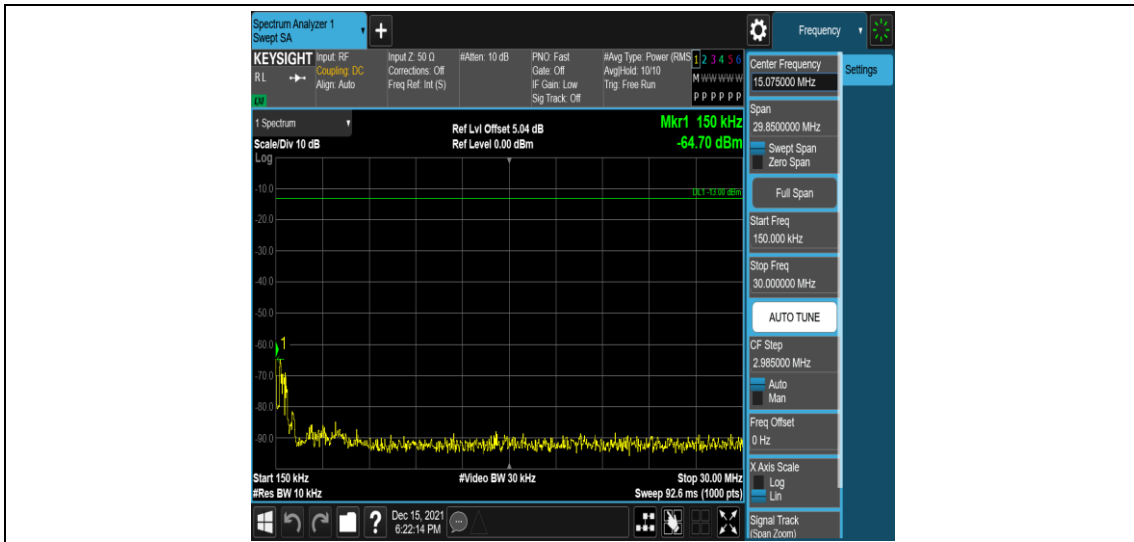 Spectrum Analyzer 1
Swept SA
+
Frequency
KEYSIGHT
RL
LXI
Input: RF
Coupling: DC
Align: Auto
Input Z: 50 Ω
Corrections: Off
Freq Ref: Int (S)
#Atten: 10 dB
PNO: Fast
Gate: Off
IF Gain: Low
Sig Track: Off
#Avg Type: Power (RMS
Avg|Hold: 10/10
Trig: Free Run
1 2 3 4 5 6
M W W W W W
P P P P P P
1 Spectrum
Scale/Div 10 dB
Log
Ref Lvl Offset 5.04 dB
Ref Level 0.00 dBm
Mkr1 150 kHz
-64.70 dBm
DL1 -13.00 dBm
-10.0
-20.0
-30.0
-40.0
-50.0
-60.0
1
-70.0
-80.0
-90.0
Start 150 kHz
#Video BW 30 kHz
Stop 30.00 MHz
#Res BW 10 kHz
Sweep 92.6 ms (1000 pts)
?
Dec 15, 2021
6:22:14 PM
Center Frequency
15.075000 MHz
Settings
Span
29.8500000 MHz
Swept Span
Zero Span
Full Span
Start Freq
150.000 kHz
Stop Freq
30.000000 MHz
AUTO TUNE
CF Step
2.985000 MHz
Auto
Man
Freq Offset
0 Hz
X Axis Scale
Log
Lin
Signal Track
(Span Zoom)